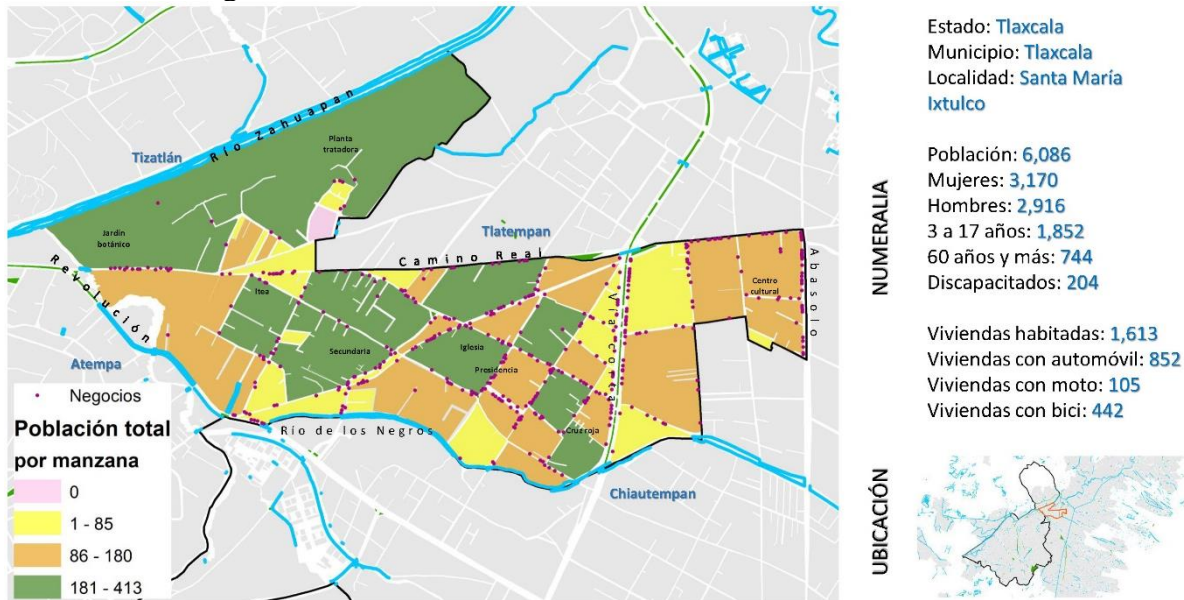 Río Zahuapan
Tizatlán
Planta
tratadora
Jardín
botánico
Tlatempan
Camino Real
Revolución
Abasolo
Centro
cultural
Itea
Vía corta
Secundaria
Iglesia
Presidencia
Atempa
Cruz roja
Río de los Negros
Chiautempan
Negocios
Población total
por manzana
0
1 - 85
86 - 180
181 - 413
NUMERALIA
Estado: Tlaxcala
Municipio: Tlaxcala
Localidad: Santa María
Ixtulco
Población: 6,086
Mujeres: 3,170
Hombres: 2,916
3 a 17 años: 1,852
60 años y más: 744
Discapacitados: 204
Viviendas habitadas: 1,613
Viviendas con automóvil: 852
Viviendas con moto: 105
Viviendas con bici: 442
UBICACIÓN